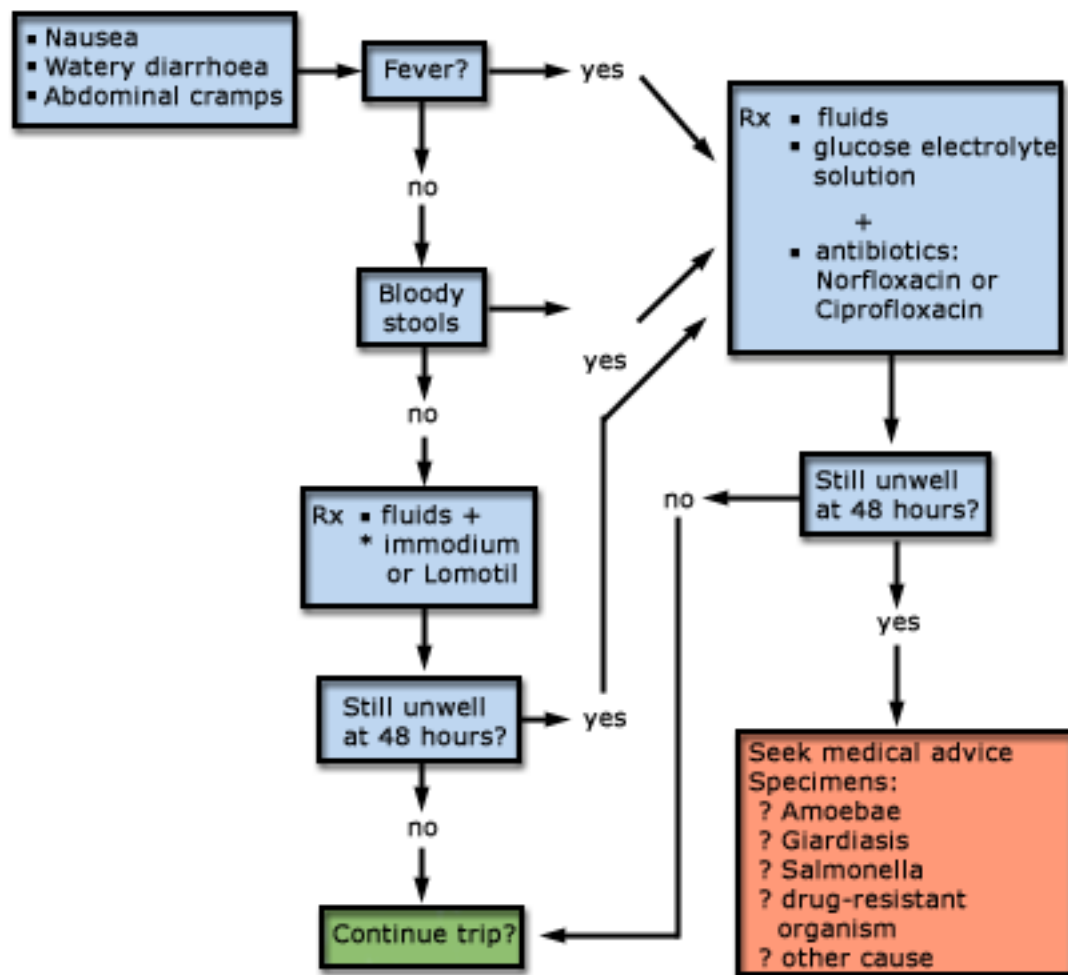 ▪ Nausea
▪ Watery diarrhoea
▪ Abdominal cramps
Fever?
yes
no
Rx ▪ fluids
▪ glucose electrolyte
solution
+
▪ antibiotics:
Norfloxacin or
Ciprofloxacin
Bloody
stools
yes
no
Rx ▪ fluids +
* immodium
or Lomotil
Still unwell
at 48 hours?
yes
no
Continue trip?
Still unwell
at 48 hours?
no
yes
Seek medical advice
Specimens:
? Amoebae
? Giardiasis
? Salmonella
? drug-resistant
organism
? other cause